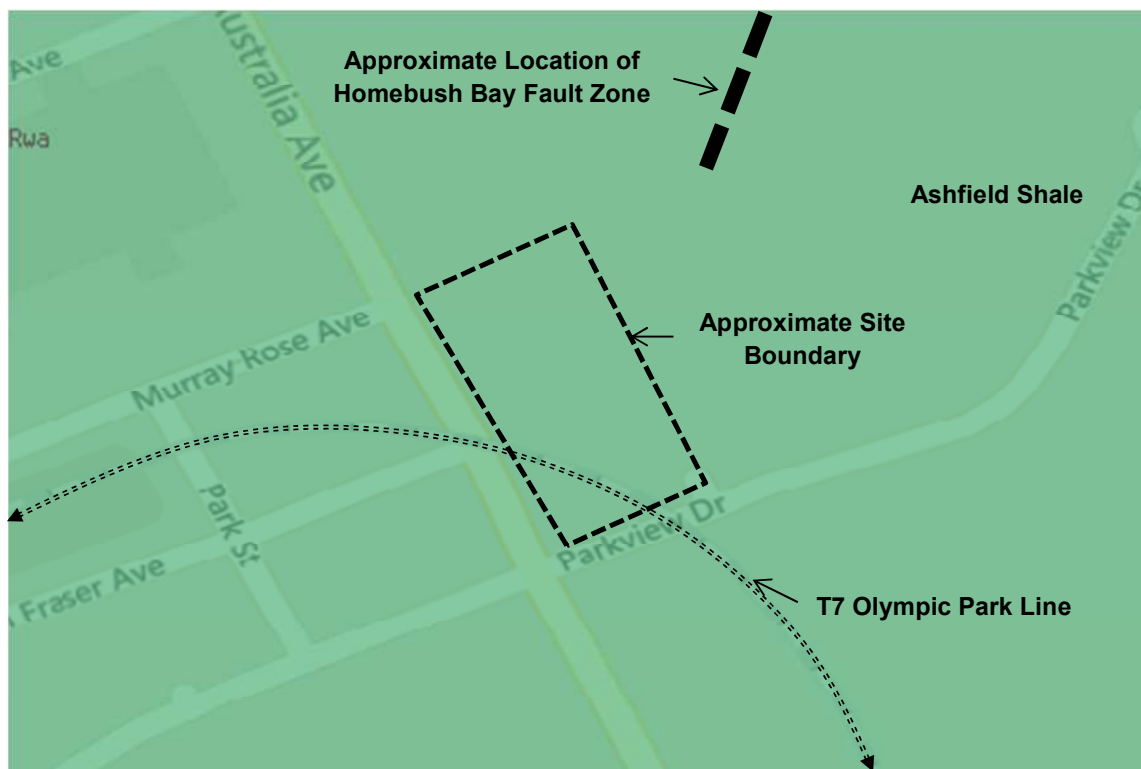 Approximate Location of
Homebush Bay Fault Zone
ustralia Ave
Ave
Rwa
Ashfield Shale
Parkview Dr
Murray Rose Ave
Approximate Site
Boundary
Park St
Fraser Ave
Parkview Dr
T7 Olympic Park Line